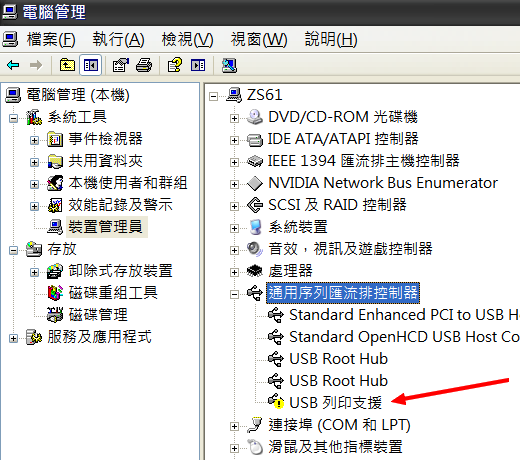 電腦管理
檔案(F) 執行(A) 檢視(V) 視窗(W) 說明(H)
電腦管理 (本機)
系統工具
事件檢視器
共用資料夾
本機使用者和群組
效能記錄及警示
裝置管理員
存放
卸除式存放裝置
磁碟重組工具
磁碟管理
服務及應用程式
ZS61
DVD/CD-ROM 光碟機
IDE ATA/ATAPI 控制器
IEEE 1394 匯流排主機控制器
NVIDIA Network Bus Enumerator
SCSI 及 RAID 控制器
系統裝置
音效，視訊及遊戲控制器
處理器
通用序列匯流排控制器
Standard Enhanced PCI to USB H
Standard OpenHCD USB Host Co
USB Root Hub
USB Root Hub
USB 列印支援
連接埠 (COM 和 LPT)
滑鼠及其他指標裝置